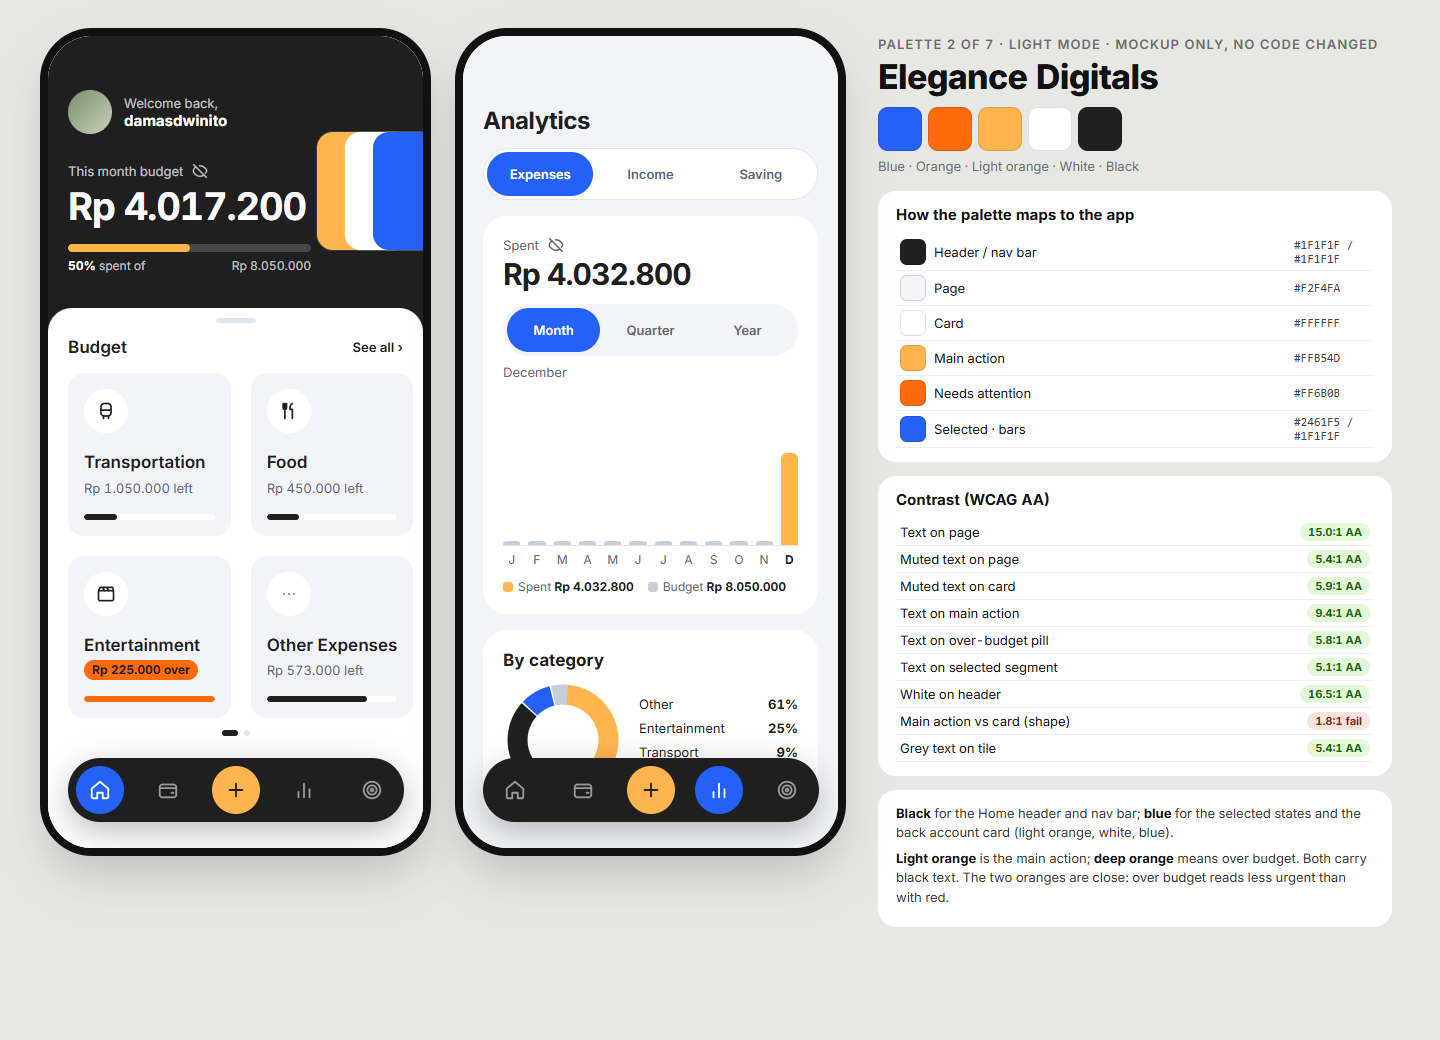 Welcome back,
damasdwinito
This month budget
Rp 4.017.200
50% spent of
Rp 8.050.000
Budget
See all ›
Transportation
Rp 1.050.000 left
Food
Rp 450.000 left
Entertainment
Rp 225.000 over
Other Expenses
Rp 573.000 left
Analytics
Expenses
Income
Saving
Spent
Rp 4.032.800
Month
Quarter
Year
December
J F M A M J J A S O N D
Spent Rp 4.032.800
Budget Rp 8.050.000
By category
Other 61%
Entertainment 25%
Transport 9%
PALETTE 2 OF 7 · LIGHT MODE · MOCKUP ONLY, NO CODE CHANGED
Elegance Digitals
Blue · Orange · Light orange · White · Black
How the palette maps to the app
Header / nav bar #1F1F1F /
#1F1F1F
Page #F2F4FA
Card #FFFFFF
Main action #FFB54D
Needs attention #FF6B0B
Selected · bars #2461F5 /
#1F1F1F
Contrast (WCAG AA)
Text on page 15.0:1 AA
Muted text on page 5.4:1 AA
Muted text on card 5.9:1 AA
Text on main action 9.4:1 AA
Text on over-budget pill 5.8:1 AA
Text on selected segment 5.1:1 AA
White on header 16.5:1 AA
Main action vs card (shape) 1.8:1 fail
Grey text on tile 5.4:1 AA
Black for the Home header and nav bar; blue for the selected states and the
back account card (light orange, white, blue).
Light orange is the main action; deep orange means over budget. Both carry
black text. The two oranges are close: over budget reads less urgent than
with red.